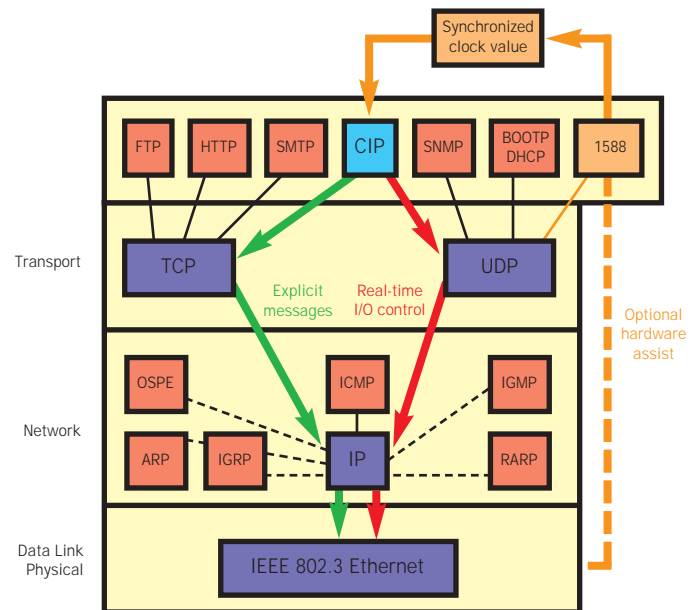 Synchronized
clock value
FTP
HTTP
SMTP
CIP
SNMP
BOOTP
DHCP
1588
Transport
TCP
UDP
Explicit
messages
Real-time
I/O control
Optional
hardware
assist
OSPE
ICMP
IGMP
Network
ARP
IGRP
IP
RARP
Data Link
Physical
IEEE 802.3 Ethernet